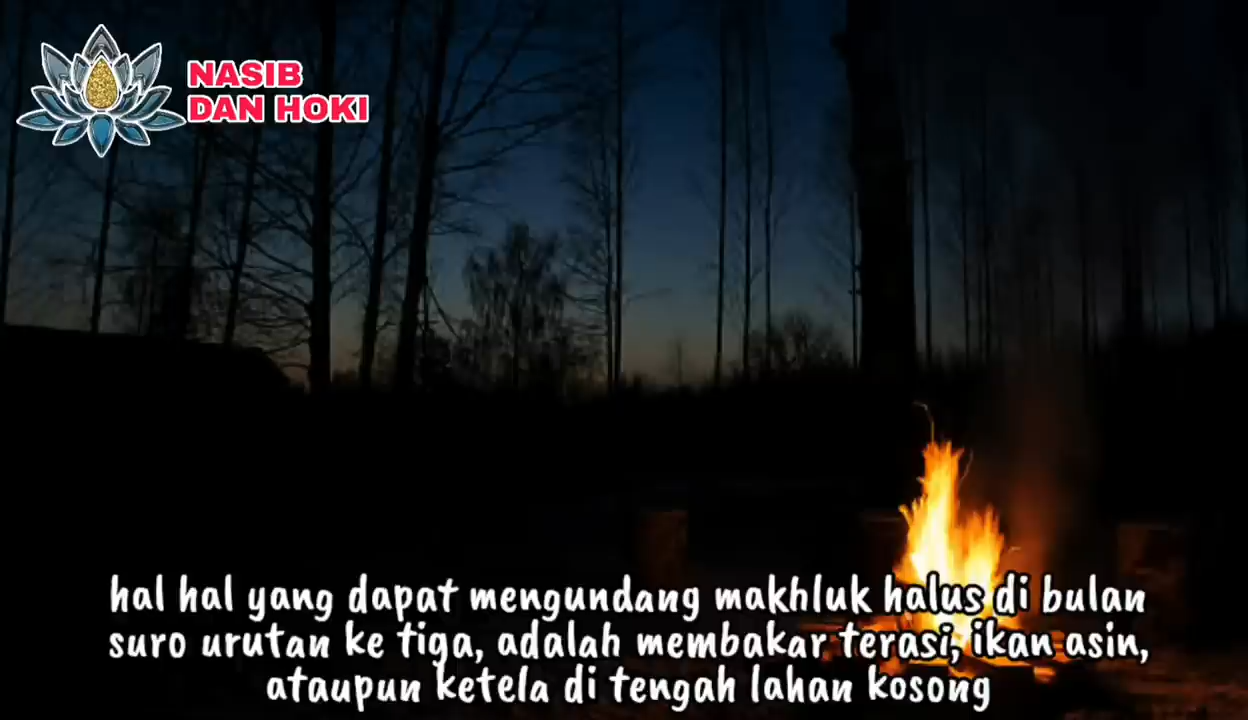 NASIB
DAN HOKI
hal hal yang dapat mengundang makhluk halus di bulan
suro urutan ke tiga, adalah membakar terasi, ikan asin,
ataupun ketela di tengah lahan kosong